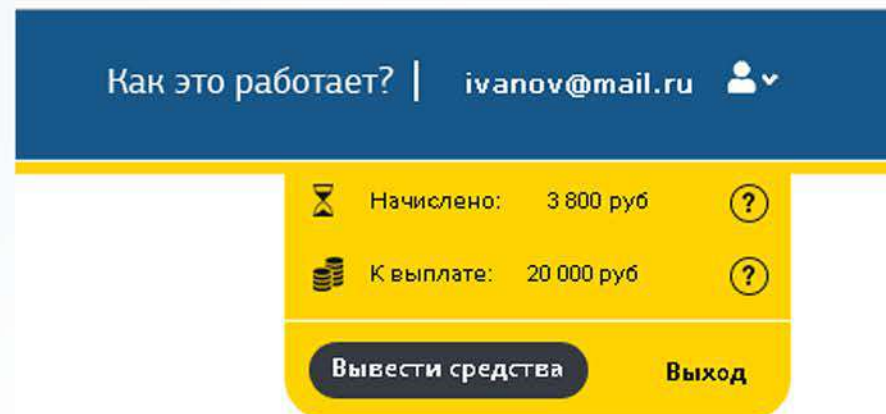 Как это работает? | ivanov@mail.ru
Начислено: 3 800 руб ?
К выплате: 20 000 руб ?
Вывести средства Выход